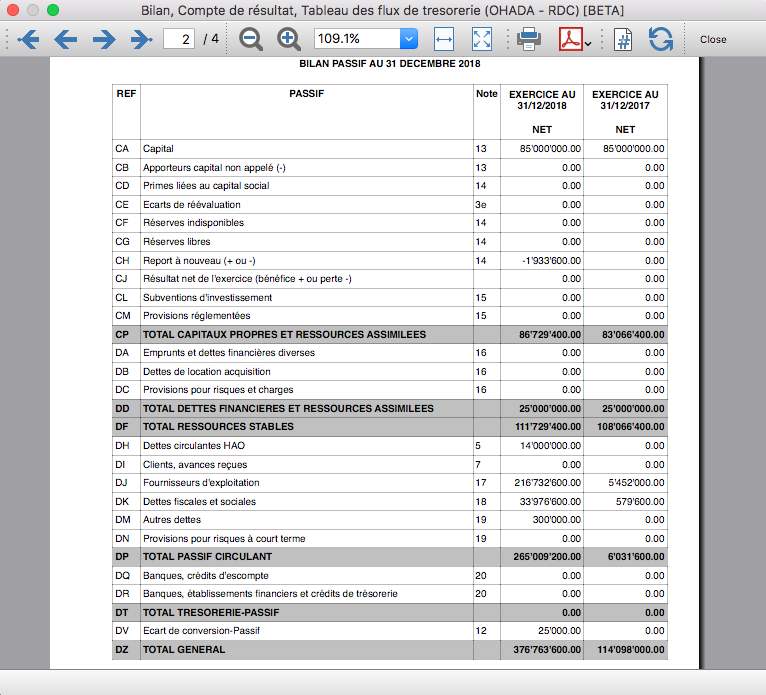 Bilan, Compte de résultat, Tableau des flux de tresorerie (OHADA - RDC) [BETA]
2 / 4 109.1% Close
BILAN PASSIF AU 31 DECEMBRE 2018
REF PASSIF Note EXERCICE AU 31/12/2018 NET EXERCICE AU 31/12/2017 NET
CA Capital 13 85'000'000.00 85'000'000.00
CB Apporteurs capital non appelé (-) 13 0.00 0.00
CD Primes liées au capital social 14 0.00 0.00
CE Ecarts de réévaluation 3e 0.00 0.00
CF Réserves indisponibles 14 0.00 0.00
CG Réserves libres 14 0.00 0.00
CH Report à nouveau (+ ou -) 14 -1'933'600.00 0.00
CJ Résultat net de l'exercice (bénéfice + ou perte -) 0.00 0.00
CL Subventions d'investissement 15 0.00 0.00
CM Provisions réglementées 15 0.00 0.00
CP TOTAL CAPITAUX PROPRES ET RESSOURCES ASSIMILEES 86'729'400.00 83'066'400.00
DA Emprunts et dettes financières diverses 16 0.00 0.00
DB Dettes de location acquisition 16 0.00 0.00
DC Provisions pour risques et charges 16 0.00 0.00
DD TOTAL DETTES FINANCIERES ET RESSOURCES ASSIMILEES 25'000'000.00 25'000'000.00
DF TOTAL RESSOURCES STABLES 111'729'400.00 108'066'400.00
DH Dettes circulantes HAO 5 14'000'000.00 0.00
DI Clients, avances reçues 7 0.00 0.00
DJ Fournisseurs d'exploitation 17 216'732'600.00 5'452'000.00
DK Dettes fiscales et sociales 18 33'976'600.00 579'600.00
DM Autres dettes 19 300'000.00 0.00
DN Provisions pour risques à court terme 19 0.00 0.00
DP TOTAL PASSIF CIRCULANT 265'009'200.00 6'031'600.00
DQ Banques, crédits d'escompte 20 0.00 0.00
DR Banques, établissements financiers et crédits de trésorerie 20 0.00 0.00
DT TOTAL TRESORERIE-PASSIF 0.00 0.00
DV Ecart de conversion-Passif 12 25'000.00 0.00
DZ TOTAL GENERAL 376'763'600.00 114'098'000.00